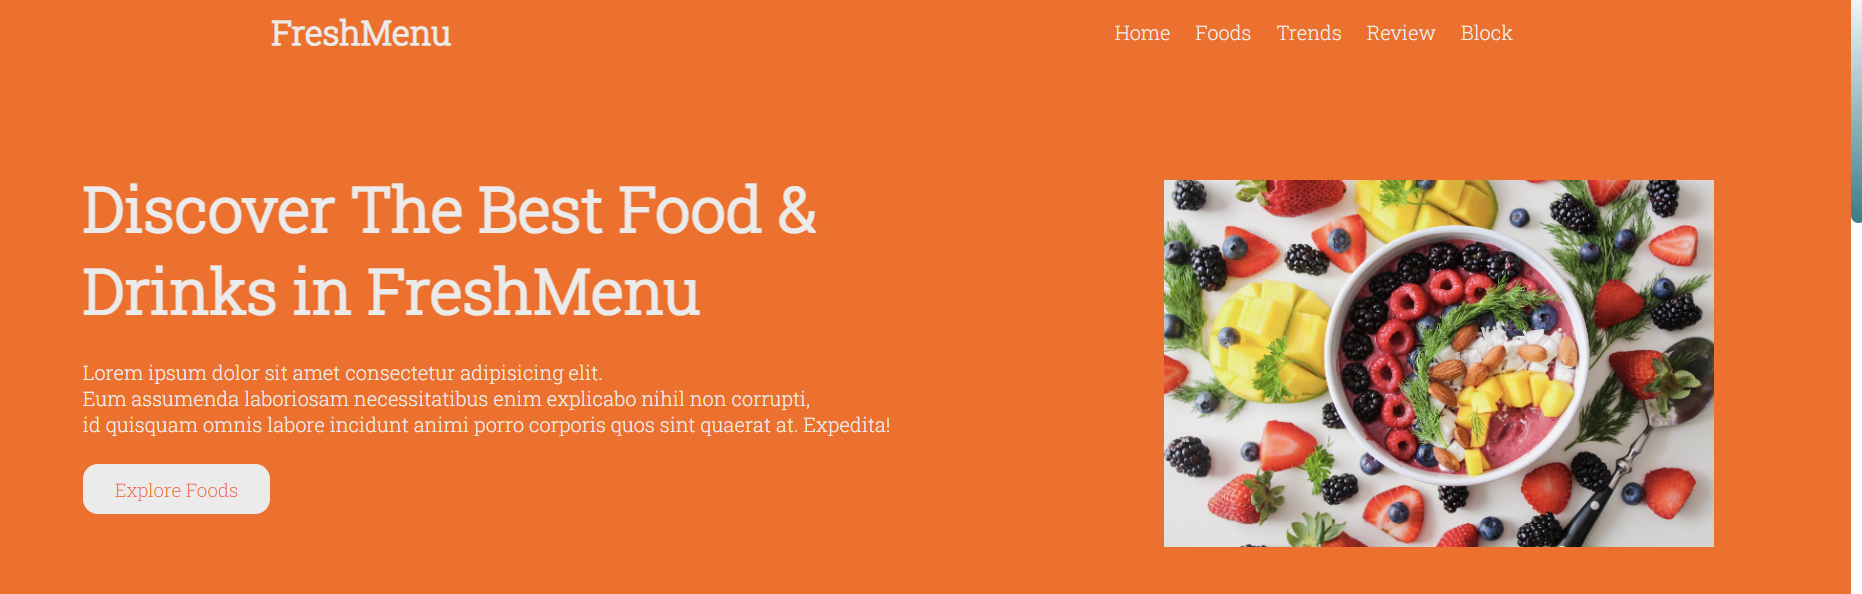 FreshMenu
Home Foods Trends Review Block
Discover The Best Food &
Drinks in FreshMenu
Lorem ipsum dolor sit amet consectetur adipisicing elit.
Eum assumenda laboriosam necessitatibus enim explicabo nihil non corrupti,
id quisquam omnis labore incidunt animi porro corporis quos sint quaerat at. Expedita!
Explore Foods